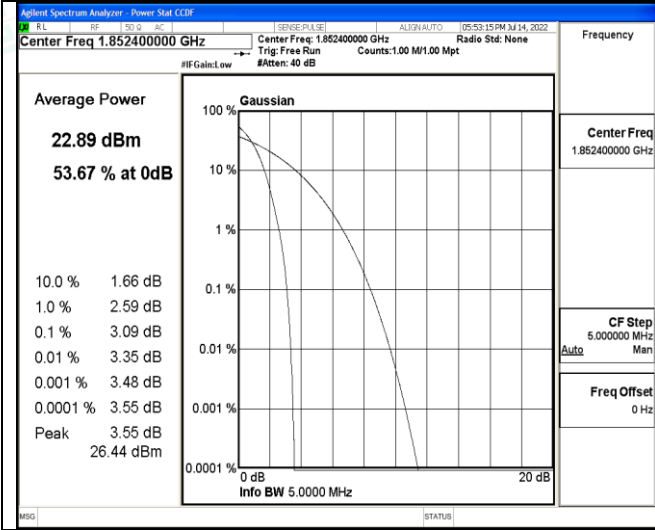 Agilent Spectrum Analyzer - Power Stat CCDF
RL RF 50 Ω AC SENSE:PULSE ALIGN AUTO 05:53:15 PM Jul 14, 2022
Center Freq 1.852400000 GHz
Center Freq: 1.852400000 GHz Radio Std: None
Trig: Free Run Counts:1.00 M/1.00 Mpt
#IFGain:Low #Atten: 40 dB
Frequency
Average Power
22.89 dBm
53.67 % at 0dB
10.0 % 1.66 dB
1.0 % 2.59 dB
0.1 % 3.09 dB
0.01 % 3.35 dB
0.001 % 3.48 dB
0.0001 % 3.55 dB
Peak 3.55 dB
26.44 dBm
Gaussian
100 %
10 %
1 %
0.1 %
0.01 %
0.001 %
0.0001 %
0 dB 20 dB
Info BW 5.0000 MHz
Center Freq
1.852400000 GHz
CF Step
5.000000 MHz
Auto Man
Freq Offset
0 Hz
MSG STATUS